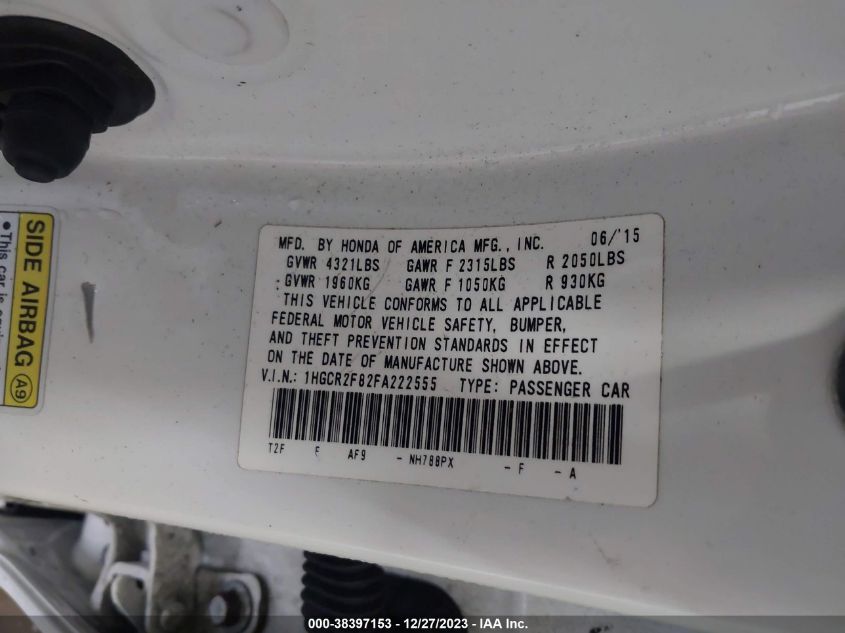 SIDE AIRBAG A9
•This car is
MFD. BY HONDA OF AMERICA MFG., INC. 06/'15
GVWR 4321LBS GAWR F 2315LBS R 2050LBS
GVWR 1960KG GAWR F 1050KG R 930KG
THIS VEHICLE CONFORMS TO ALL APPLICABLE
FEDERAL MOTOR VEHICLE SAFETY, BUMPER,
AND THEFT PREVENTION STANDARDS IN EFFECT
ON THE DATE OF MANUFACTURE SHOWN ABOVE.
V.I.N.: 1HGCR2F82FA222555 TYPE: PASSENGER CAR
T2F E AF9 - NH788PX - F - A
000-38397153 - 12/27/2023 - IAA Inc.